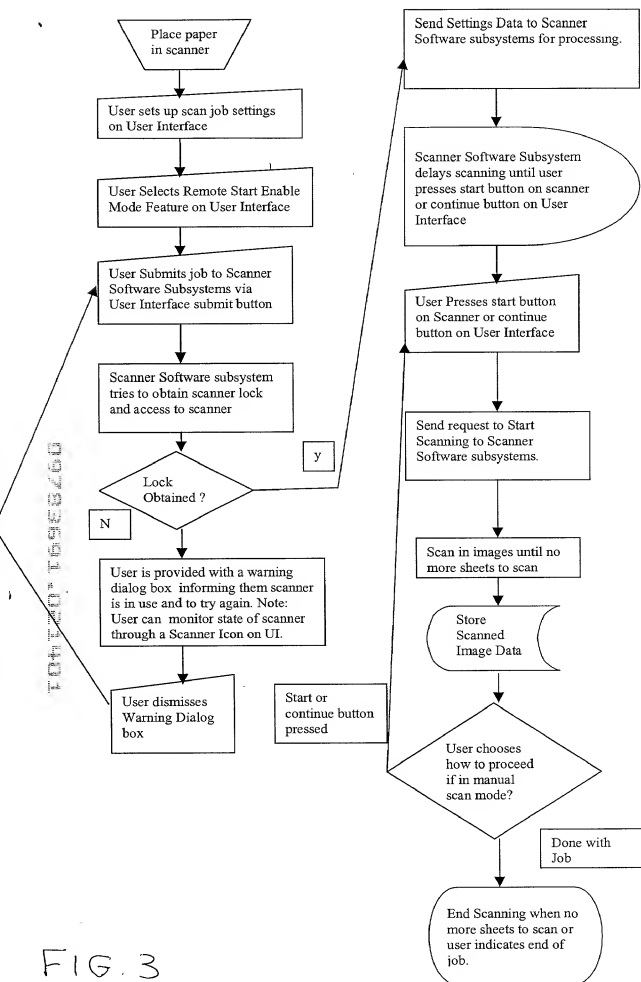 Place paper
in scanner
User sets up scan job settings
on User Interface
User Selects Remote Start Enable
Mode Feature on User Interface
User Submits job to Scanner
Software Subsystems via
User Interface submit button
Scanner Software subsystem
tries to obtain scanner lock
and access to scanner
Lock
Obtained ?
y
N
User is provided with a warning
dialog box informing them scanner
is in use and to try again. Note:
User can monitor state of scanner
through a Scanner Icon on UI.
User dismisses
Warning Dialog
box
Send Settings Data to Scanner
Software subsystems for processing.
Scanner Software Subsystem
delays scanning until user
presses start button on scanner
or continue button on User
Interface
User Presses start button
on Scanner or continue
button on User Interface
Send request to Start
Scanning to Scanner
Software subsystems.
Scan in images until no
more sheets to scan
Store
Scanned
Image Data
Start or
continue button
pressed
User chooses
how to proceed
if in manual
scan mode?
Done with
Job
End Scanning when no
more sheets to scan or
user indicates end of
job.
FIG. 3